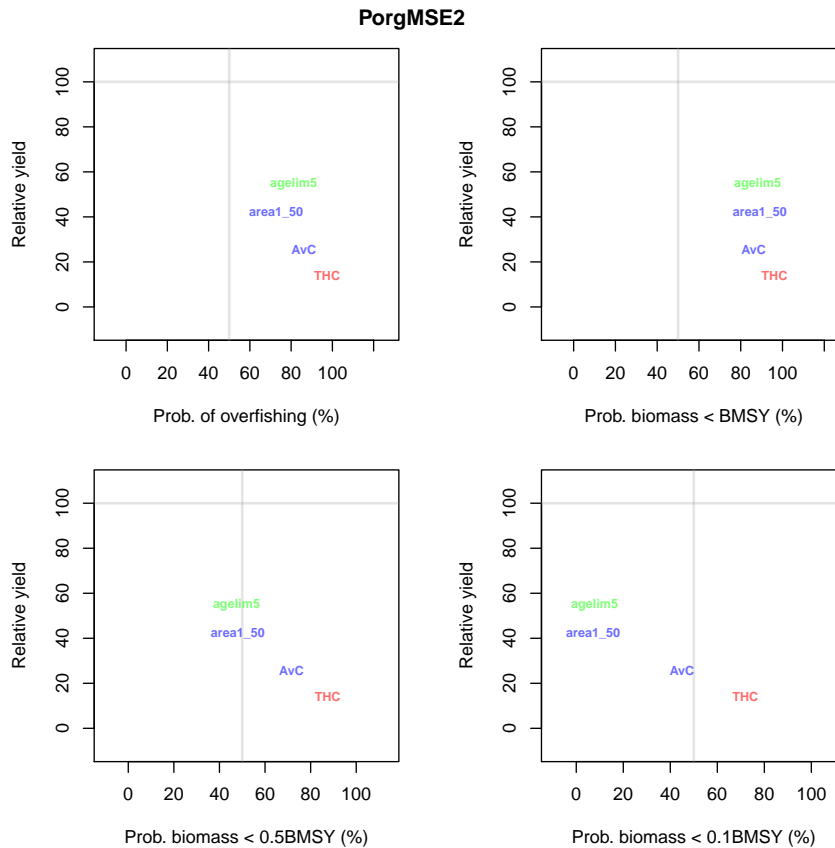 PorgMSE2
Relative yield
100
80
60
40
20
0
agelim5
area1_50
AvC
THC
0 20 40 60 80 100
Prob. of overfishing (%)
Relative yield
100
80
60
40
20
0
agelim5
area1_50
AvC
THC
0 20 40 60 80 100
Prob. biomass < BMSY (%)
Relative yield
100
80
60
40
20
0
agelim5
area1_50
AvC
THC
0 20 40 60 80 100
Prob. biomass < 0.5BMSY (%)
Relative yield
100
80
60
40
20
0
agelim5
area1_50
AvC
THC
0 20 40 60 80 100
Prob. biomass < 0.1BMSY (%)